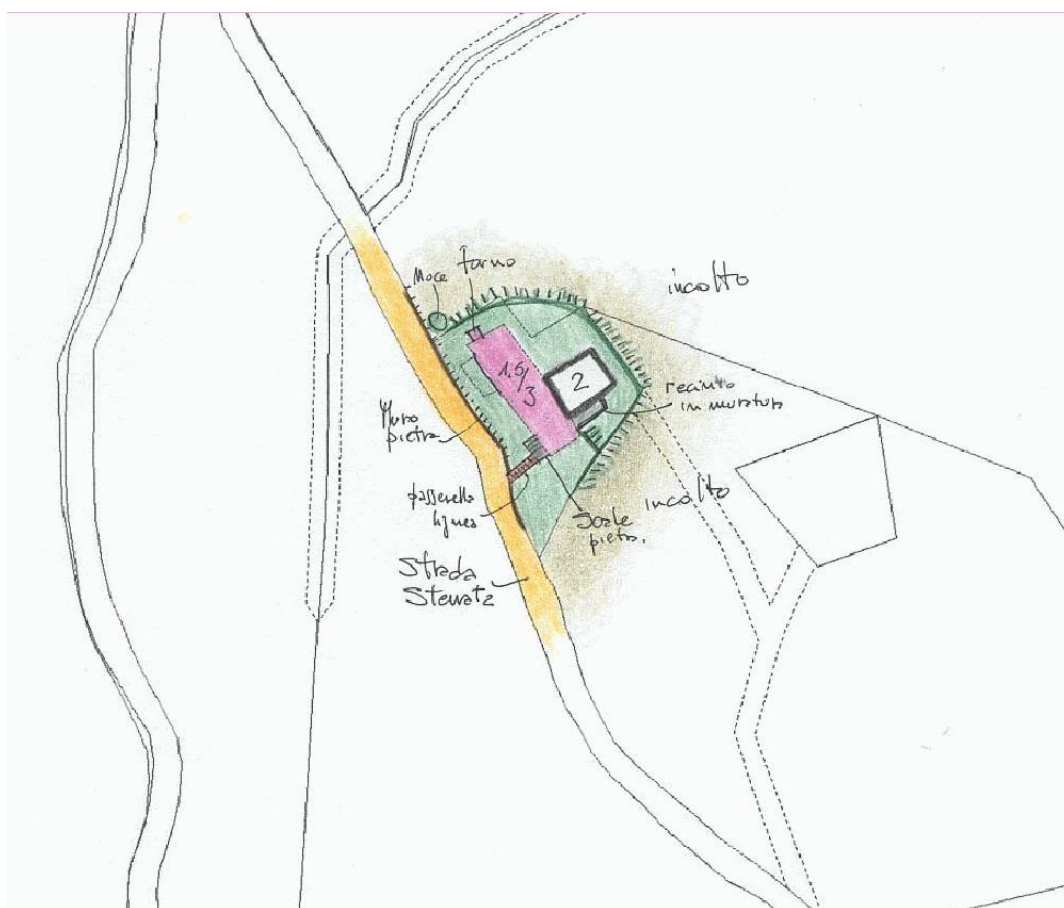 Noce
forno
incolto
1.5/3
2
recinto
in muratura
Muro
pietra
passerella
lignea
Scale
pietra.
incolto
Strada
Sterrata